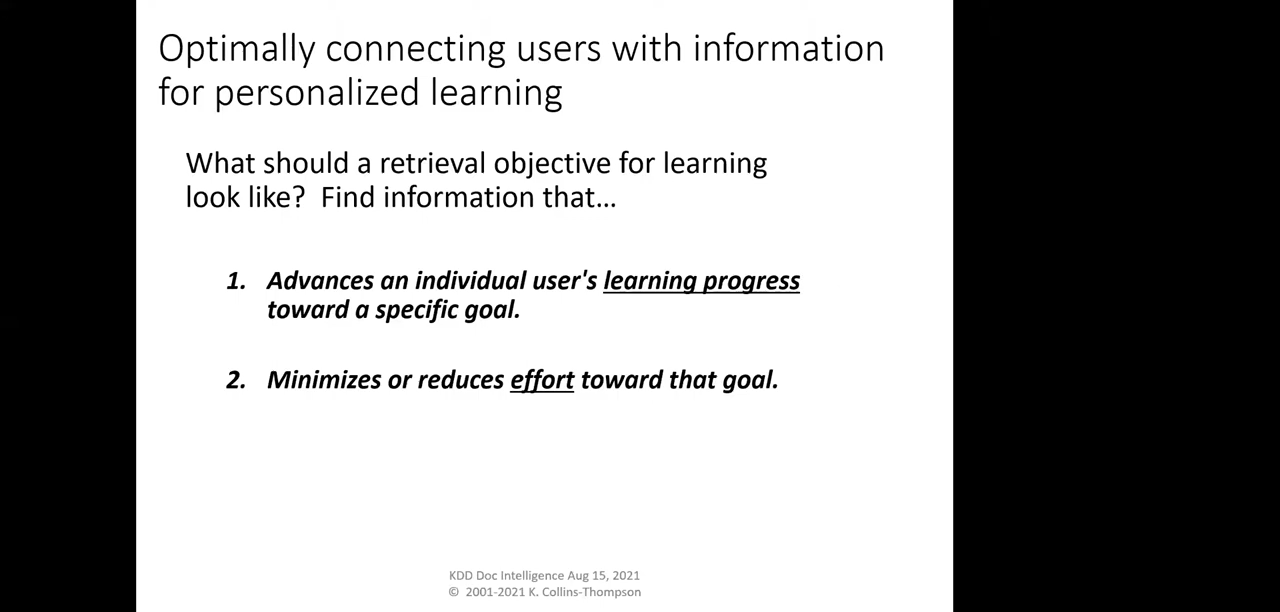 Optimally connecting users with information
for personalized learning
What should a retrieval objective for learning
look like? Find information that...
1. Advances an individual user's learning progress
toward a specific goal.
2. Minimizes or reduces effort toward that goal.
KDD Doc Intelligence Aug 15, 2021
© 2001-2021 K. Collins-Thompson